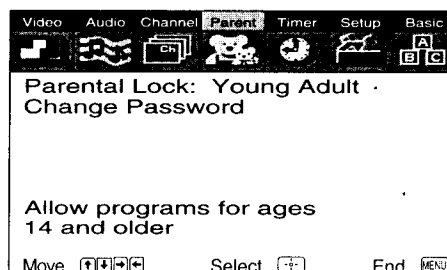 Video Audio Channel Parent Timer Setup Basic
Ch A B C
Parental Lock: Young Adult
Change Password
Allow programs for ages
14 and older
Move Select End MENU